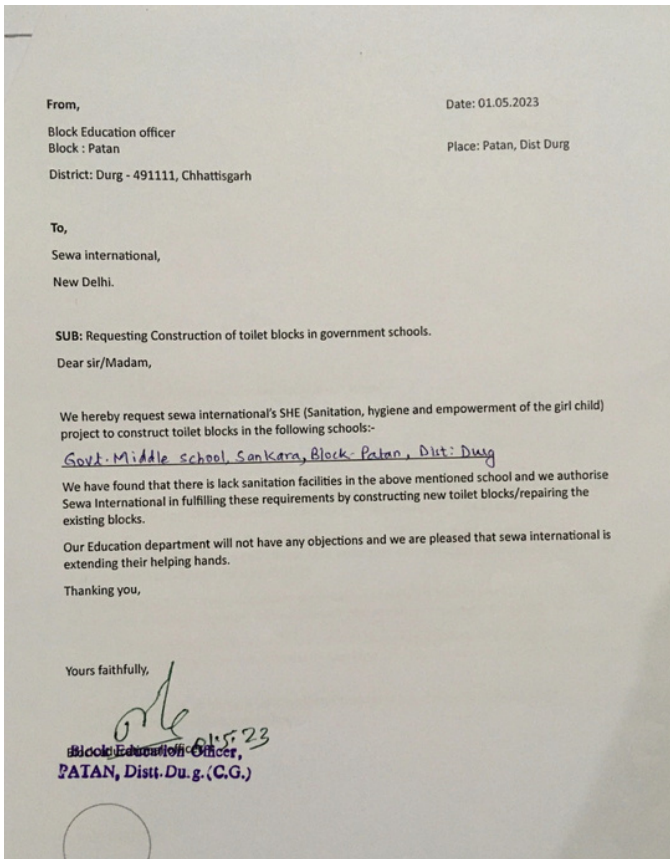 From,
Date: 01.05.2023
Block Education officer
Block : Patan
Place: Patan, Dist Durg
District: Durg - 491111, Chhattisgarh
To,
Sewa international,
New Delhi.
SUB: Requesting Construction of toilet blocks in government schools.
Dear sir/Madam,
We hereby request sewa international's SHE (Sanitation, hygiene and empowerment of the girl child)
project to construct toilet blocks in the following schools:-
Govt. Middle school, Sankara, Block- Patan, Dist: Durg
We have found that there is lack sanitation facilities in the above mentioned school and we authorise
Sewa International in fulfilling these requirements by constructing new toilet blocks/repairing the
existing blocks.
Our Education department will not have any objections and we are pleased that sewa international is
extending their helping hands.
Thanking you,
Yours faithfully,
01.5.23
Block Education Officer,
PATAN, Distt. Du.g.(C.G.)